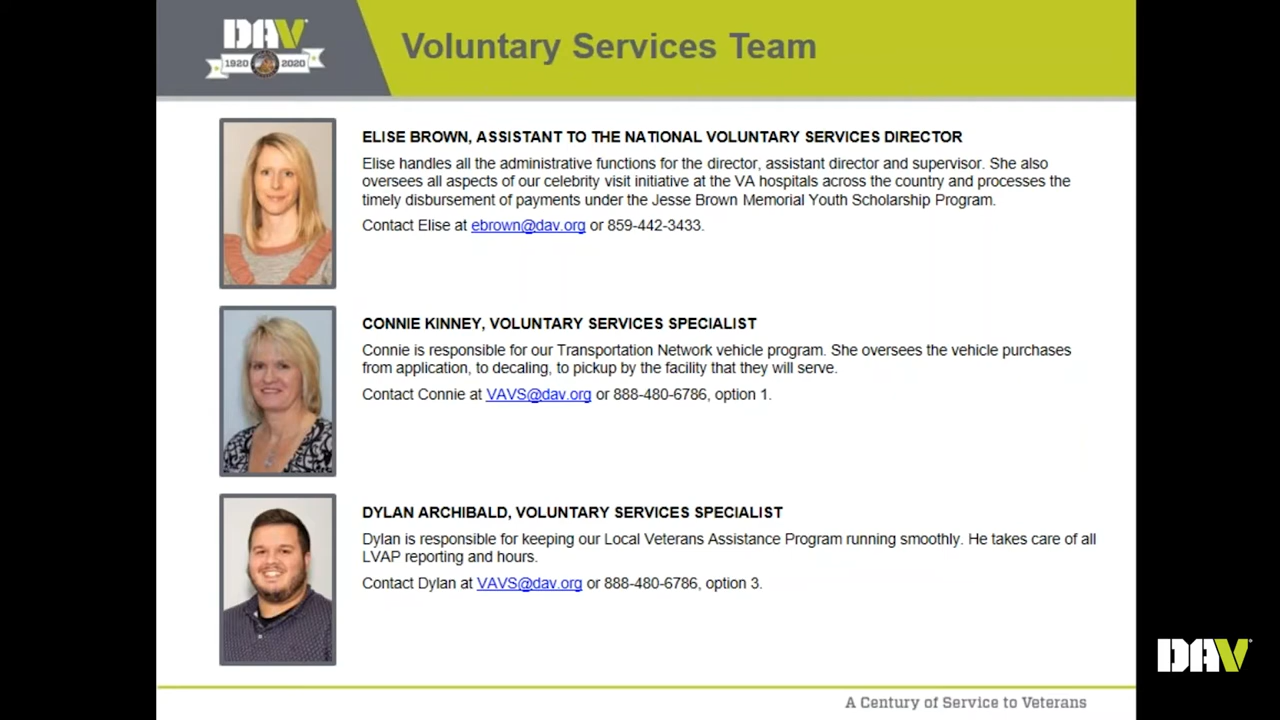 DAV
1920 2020
Voluntary Services Team
ELISE BROWN, ASSISTANT TO THE NATIONAL VOLUNTARY SERVICES DIRECTOR
Elise handles all the administrative functions for the director, assistant director and supervisor. She also
oversees all aspects of our celebrity visit initiative at the VA hospitals across the country and processes the
timely disbursement of payments under the Jesse Brown Memorial Youth Scholarship Program.
Contact Elise at ebrown@dav.org or 859-442-3433.
CONNIE KINNEY, VOLUNTARY SERVICES SPECIALIST
Connie is responsible for our Transportation Network vehicle program. She oversees the vehicle purchases
from application, to decaling, to pickup by the facility that they will serve.
Contact Connie at VAVS@dav.org or 888-480-6786, option 1.
DYLAN ARCHIBALD, VOLUNTARY SERVICES SPECIALIST
Dylan is responsible for keeping our Local Veterans Assistance Program running smoothly. He takes care of all
LVAP reporting and hours.
Contact Dylan at VAVS@dav.org or 888-480-6786, option 3.
DAV
A Century of Service to Veterans